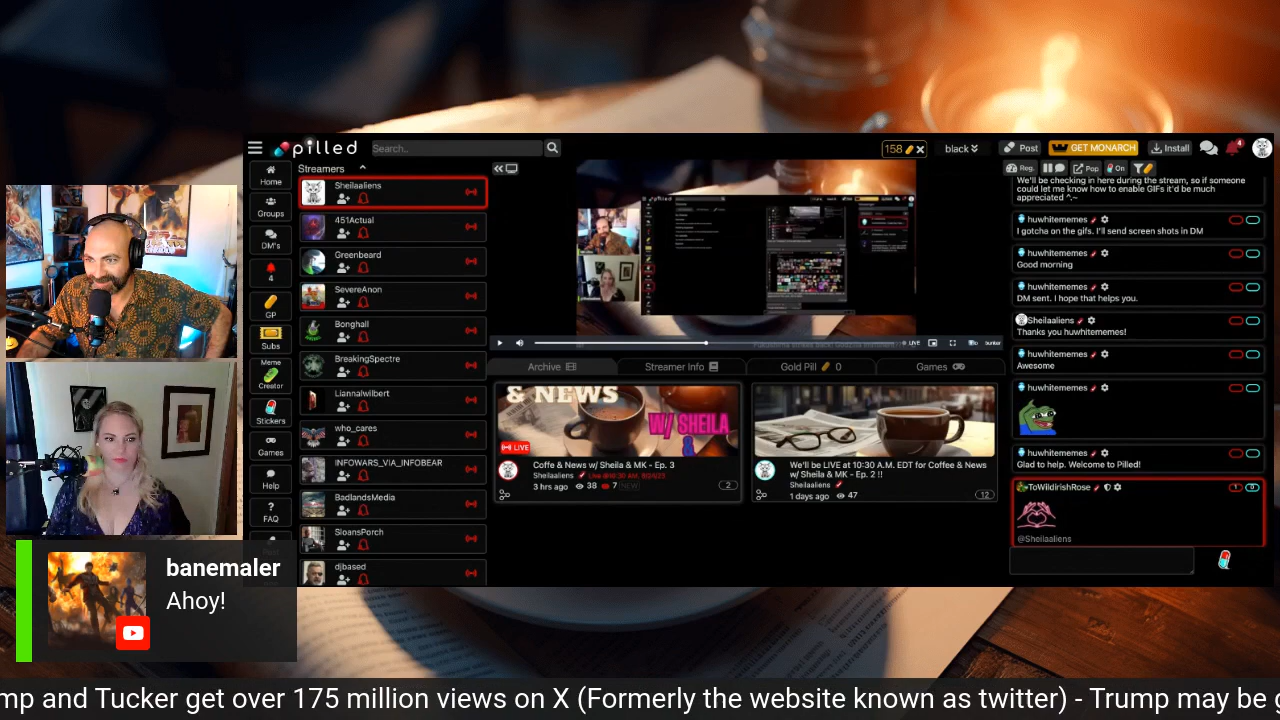 pilled
Search..
158
black
Post
GET MONARCH
Install
4
Home
Groups
DM's
4
GP
Subs
Meme
Creator
Stickers
Games
Help
FAQ
Streamers
Sheilaaliens
451Actual
Greenbeard
SevereAnon
Bonghall
BreakingSpectre
Liannalwilbert
who_cares
INFOWARS_VIA_INFOBEAR
BadlandsMedia
SloansPorch
djbased
LIVE
Archive
Streamer Info
Gold Pill 0
Games
& NEWS
W/ SHEILA
&
LIVE
Coffe & News w/ Sheila & MK - Ep. 3
Sheilaaliens
3 hrs ago 38 7 NEW
2
We'll be LIVE at 10:30 A.M. EDT for Coffee & News
w/ Sheila & MK - Ep. 2 !!
Sheilaaliens
1 days ago 47
12
Reg.
Pop
On
We'll be checking in here during the stream, so if someone
could let me know how to enable GIFs it'd be much
appreciated ^.~
huwhitememes
I gotcha on the gifs. I'll send screen shots in DM
huwhitememes
Good morning
huwhitememes
DM sent. I hope that helps you.
Sheilaaliens
Thanks you huwhitememes!
huwhitememes
Awesome
huwhitememes
huwhitememes
Glad to help. Welcome to Pilled!
ToWildirishRose
1 0
@Sheilaaliens
banemaler
Ahoy!
mp and Tucker get over 175 million views on X (Formerly the website known as twitter) - Trump may be g